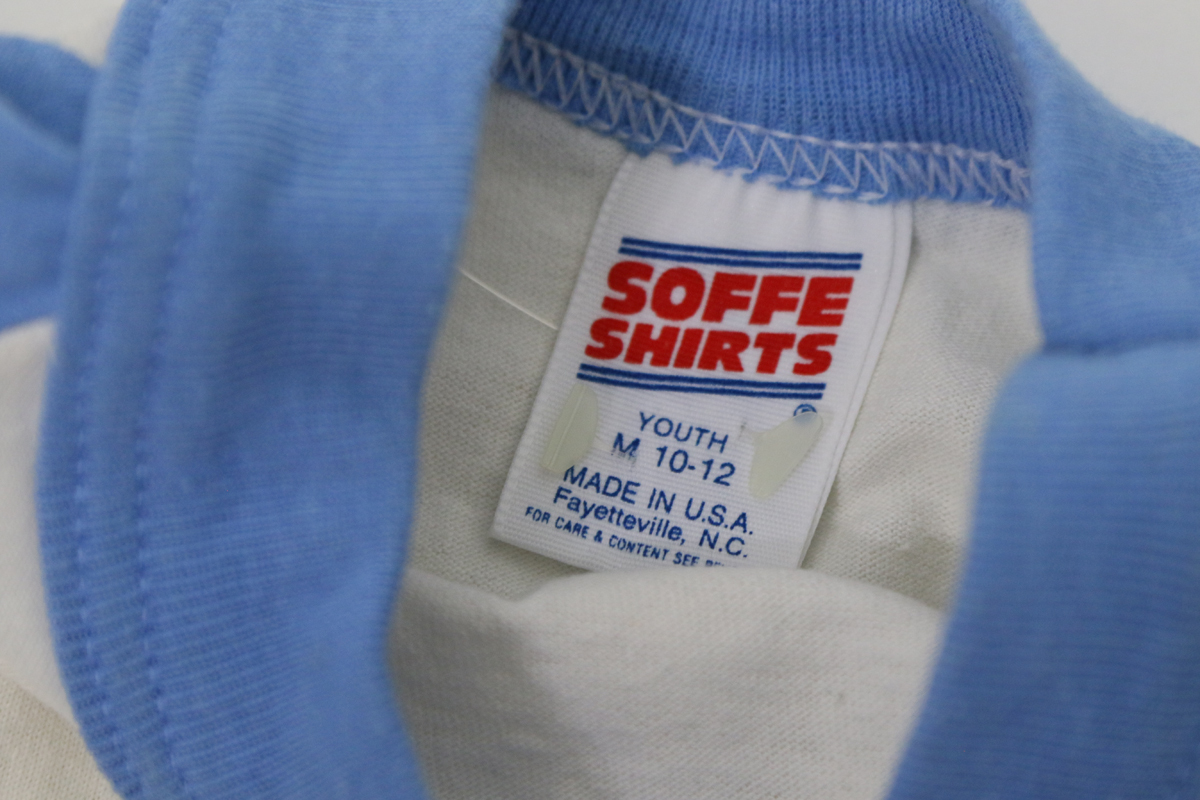 SOFFE
SHIRTS
®
YOUTH
M 10-12
MADE IN U.S.A.
Fayetteville, N.C.
FOR CARE & CONTENT SEE